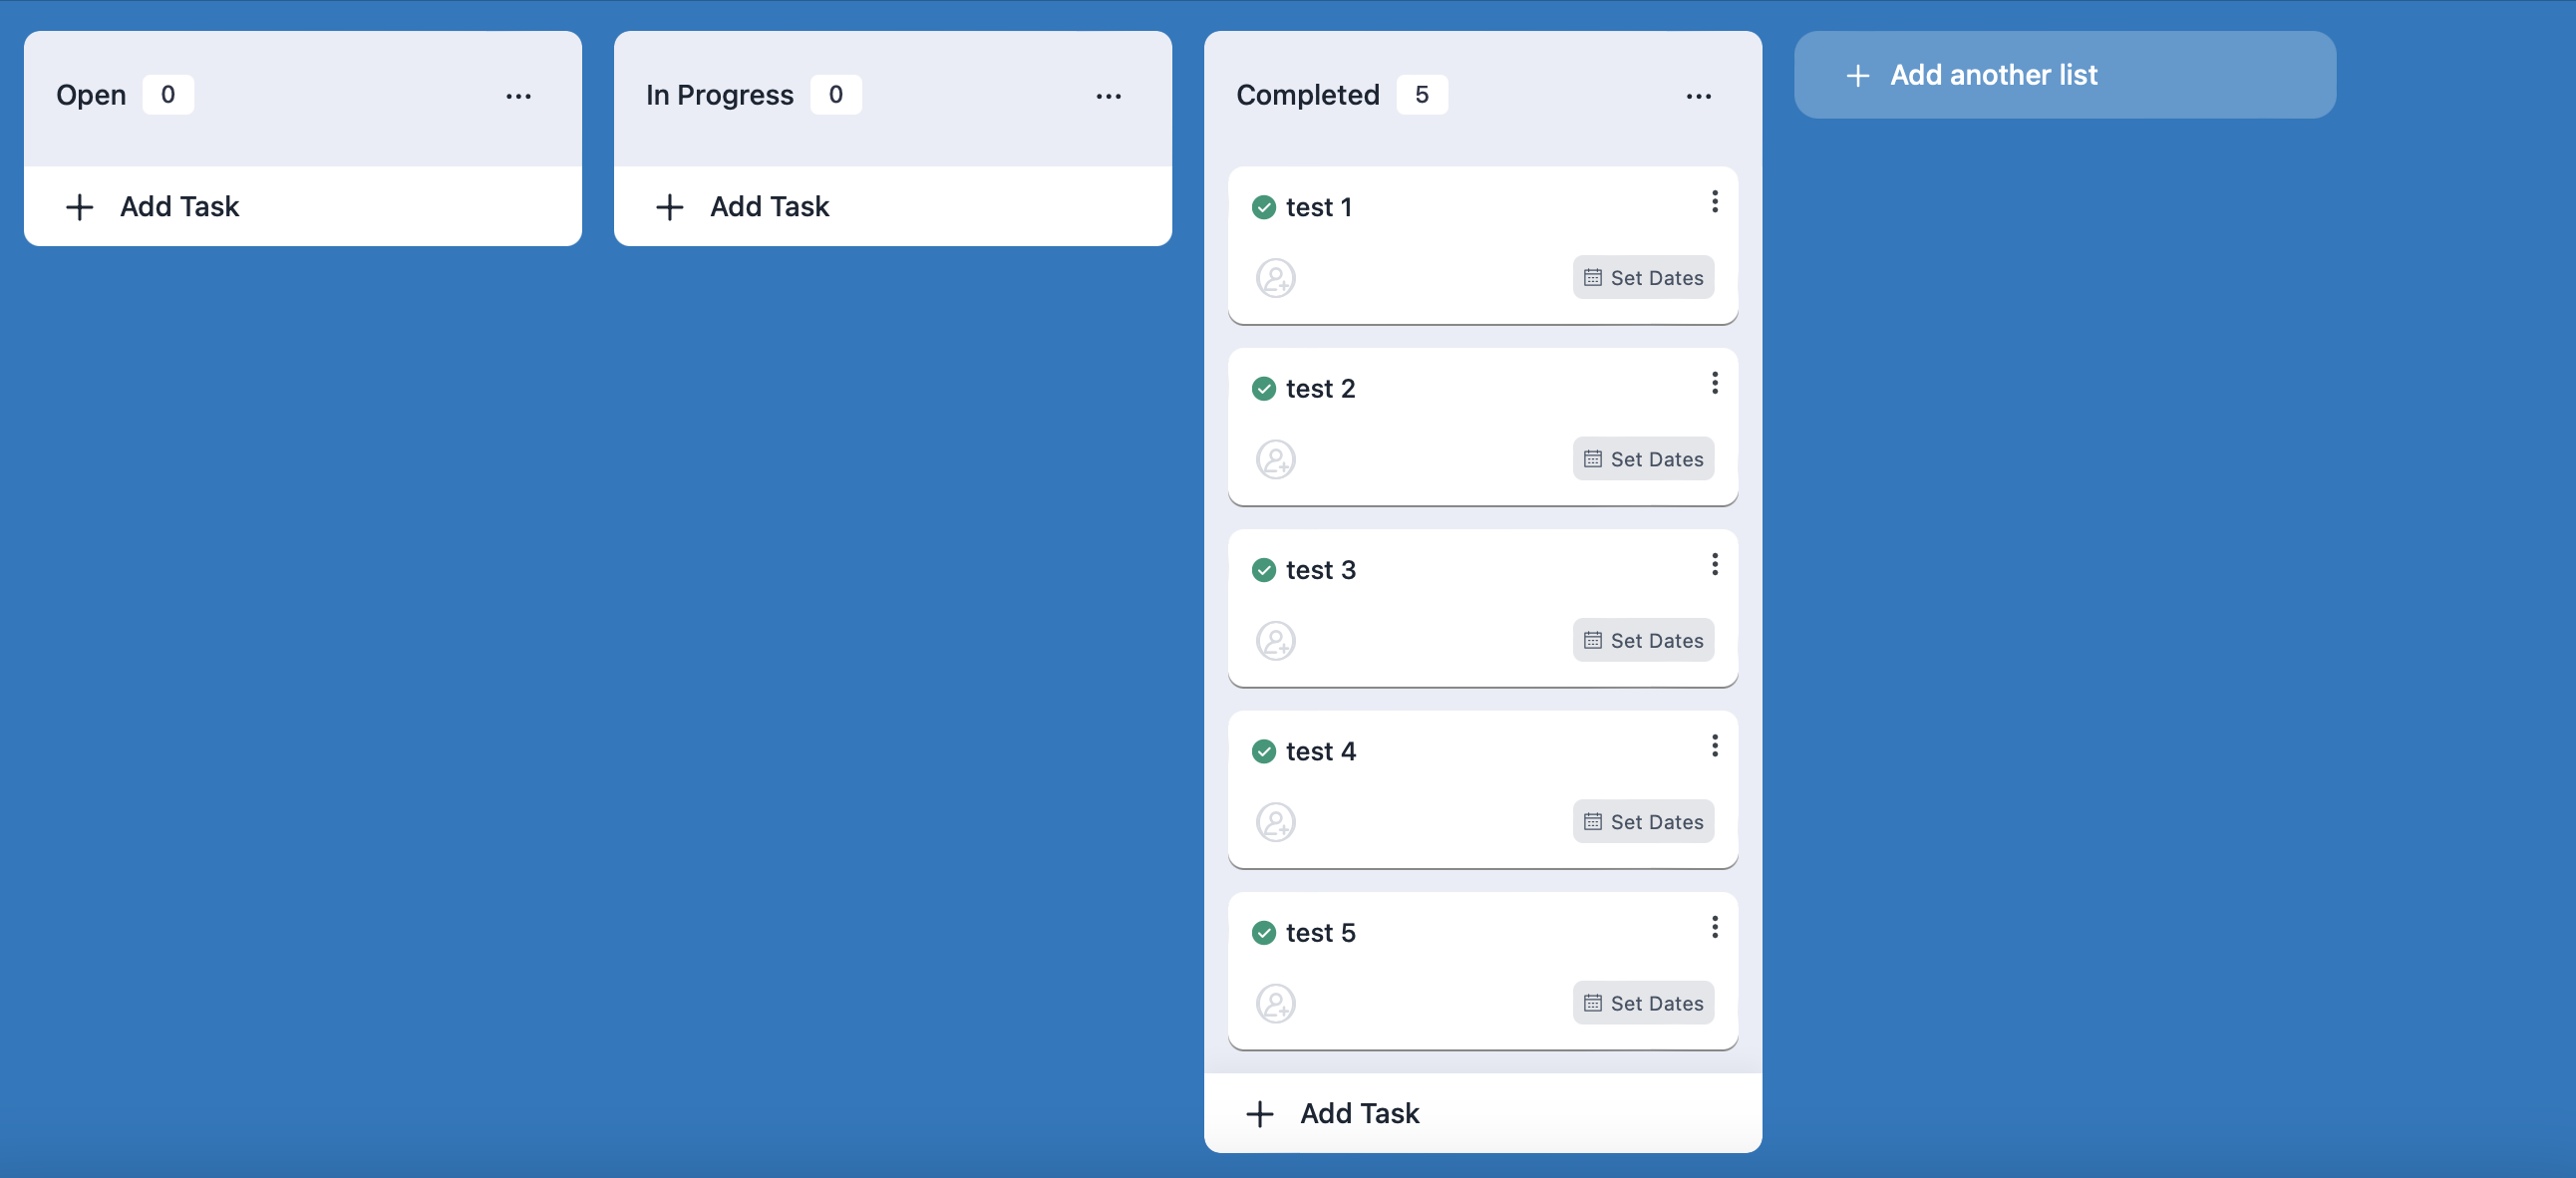 Open 0
Add Task
In Progress 0
Add Task
Completed 5
test 1
Set Dates
test 2
Set Dates
test 3
Set Dates
test 4
Set Dates
test 5
Set Dates
Add Task
Add another list